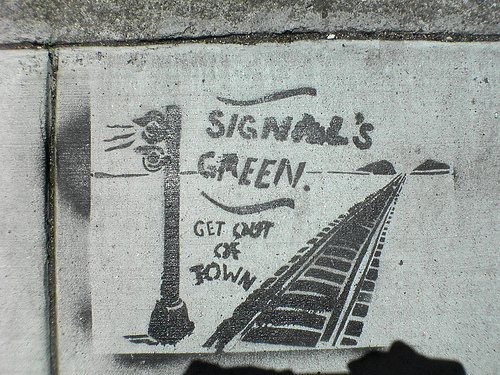 SIGNAL'S
GREEN.
GET OUT
OF
TOWN